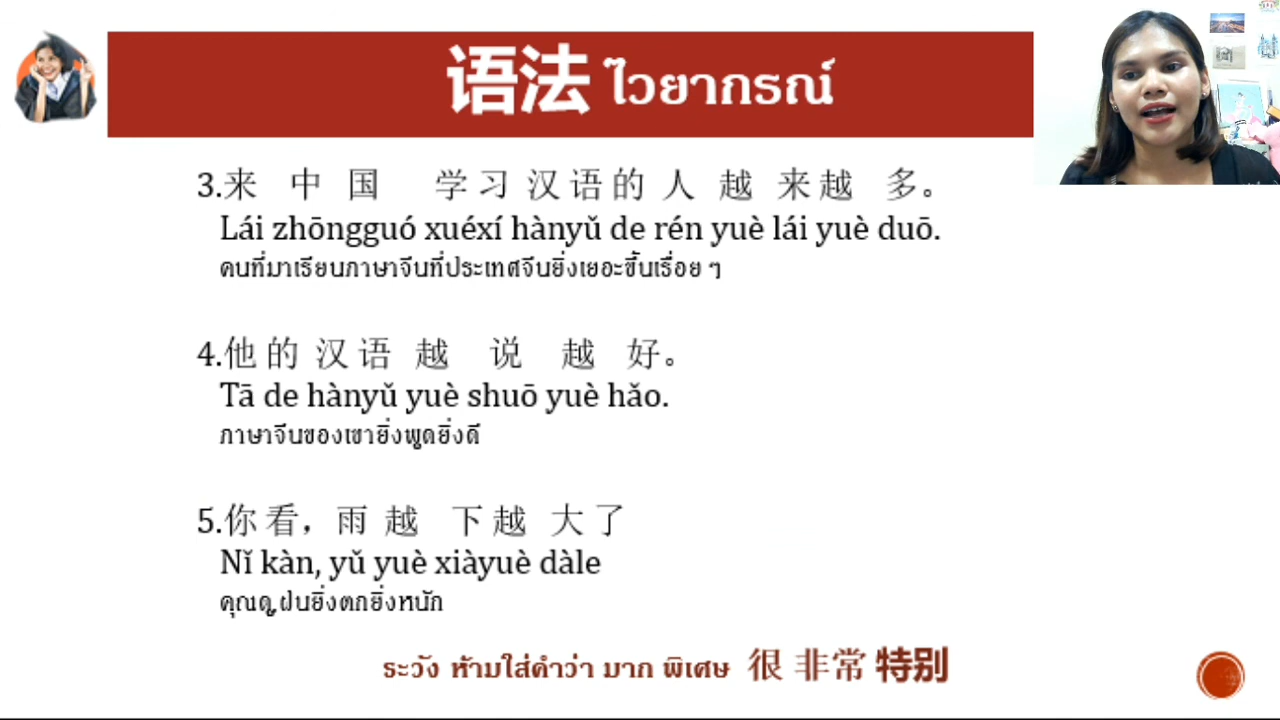 语法 ไวยากรณ์
3.来 中 国 学 习 汉 语 的 人 越 来 越 多。
Lái zhōngguó xuéxí hànyǔ de rén yuè lái yuè duō.
คนที่มาเรียนภาษาจีนที่ประเทศจีนยิ่งเยอะขึ้นเรื่อย ๆ
4.他 的 汉 语 越 说 越 好。
Tā de hànyǔ yuè shuō yuè hǎo.
ภาษาจีนของเขายิ่งพูดยิ่งดี
5.你 看，雨 越 下 越 大 了
Nǐ kàn, yǔ yuè xiàyuè dàle
คุณดู,ฝนยิ่งตกยิ่งหนัก
ระวัง ห้ามใส่คำว่า มาก พิเศษ 很 非常 特别